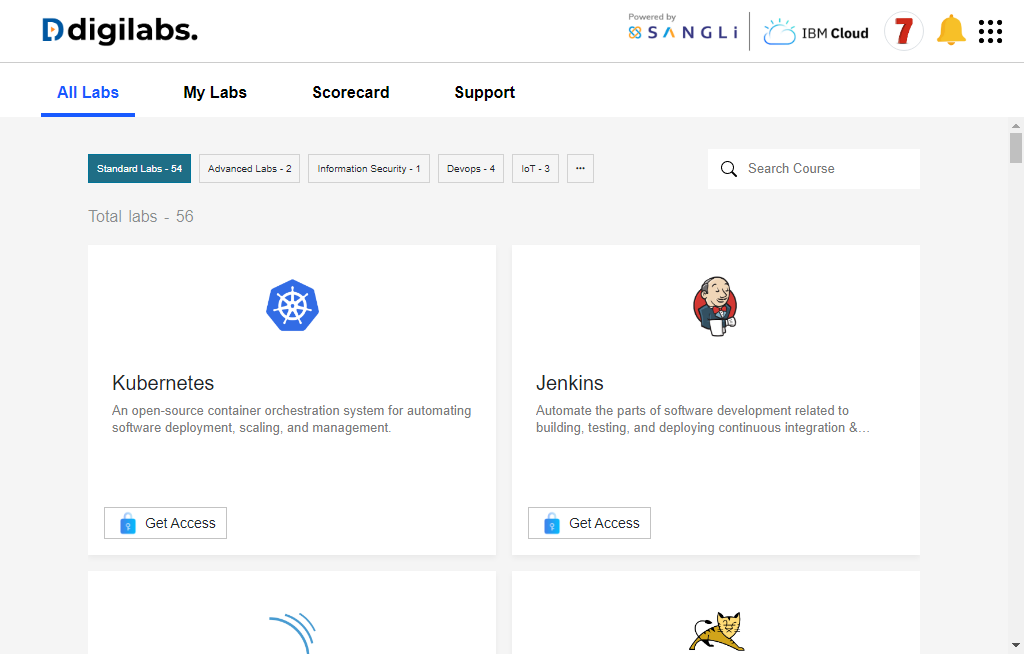 digilabs.
Powered by
SANGLi
IBM Cloud
7
All Labs
My Labs
Scorecard
Support
Standard Labs - 54
Advanced Labs - 2
Information Security - 1
Devops - 4
IoT - 3
...
Search Course
Total labs - 56
Kubernetes
An open-source container orchestration system for automating
software deployment, scaling, and management.
Get Access
Jenkins
Automate the parts of software development related to
building, testing, and deploying continuous integration &...
Get Access